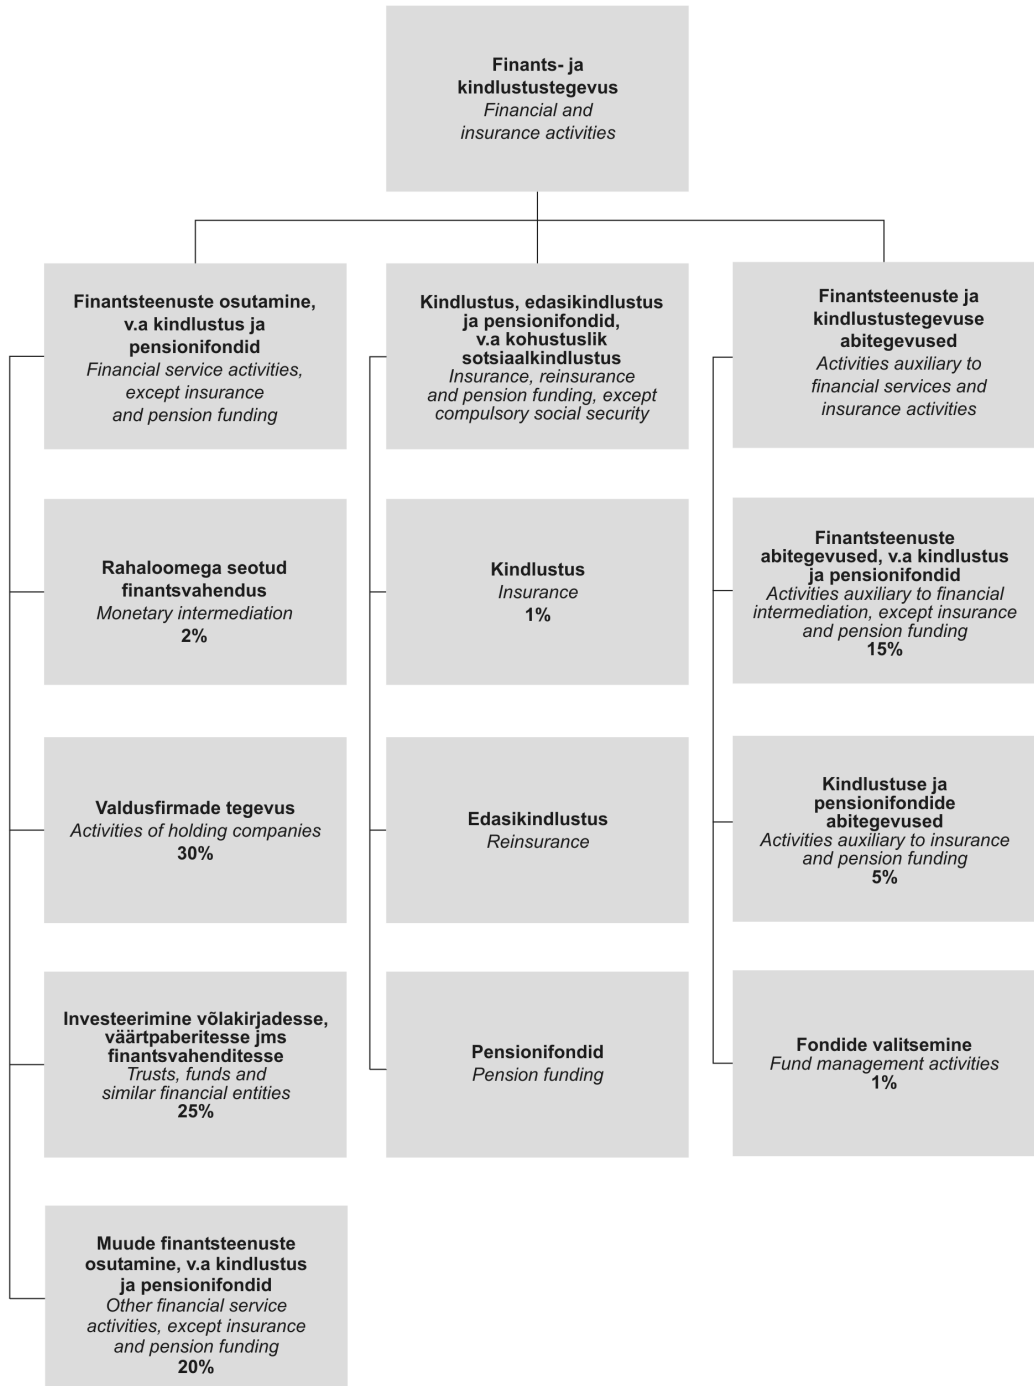 Finants- ja
kindlustustegevus
Financial and
insurance activities
Finantsteenuste osutamine,
v.a kindlustus ja
pensionifondid
Financial service activities,
except insurance
and pension funding
Rahaloomega seotud
finantsvahendus
Monetary intermediation
2%
Valdusfirmade tegevus
Activities of holding companies
30%
Investeerimine võlakirjadesse,
väärtpaberitesse jms
finantsvahenditesse
Trusts, funds and
similar financial entities
25%
Muude finantsteenuste
osutamine, v.a kindlustus
ja pensionifondid
Other financial service
activities, except insurance
and pension funding
20%
Kindlustus, edasikindlustus
ja pensionifondid,
v.a kohustuslik
sotsiaalkindlustus
Insurance, reinsurance
and pension funding, except
compulsory social security
Kindlustus
Insurance
1%
Edasikindlustus
Reinsurance
Pensionifondid
Pension funding
Finantsteenuste ja
kindlustustegevuse
abitegevused
Activities auxiliary to
financial services and
insurance activities
Finantsteenuste
abitegevused, v.a kindlustus
ja pensionifondid
Activities auxiliary to financial
intermediation, except insurance
and pension funding
15%
Kindlustuse ja
pensionifondide
abitegevused
Activities auxiliary to insurance
and pension funding
5%
Fondide valitsemine
Fund management activities
1%